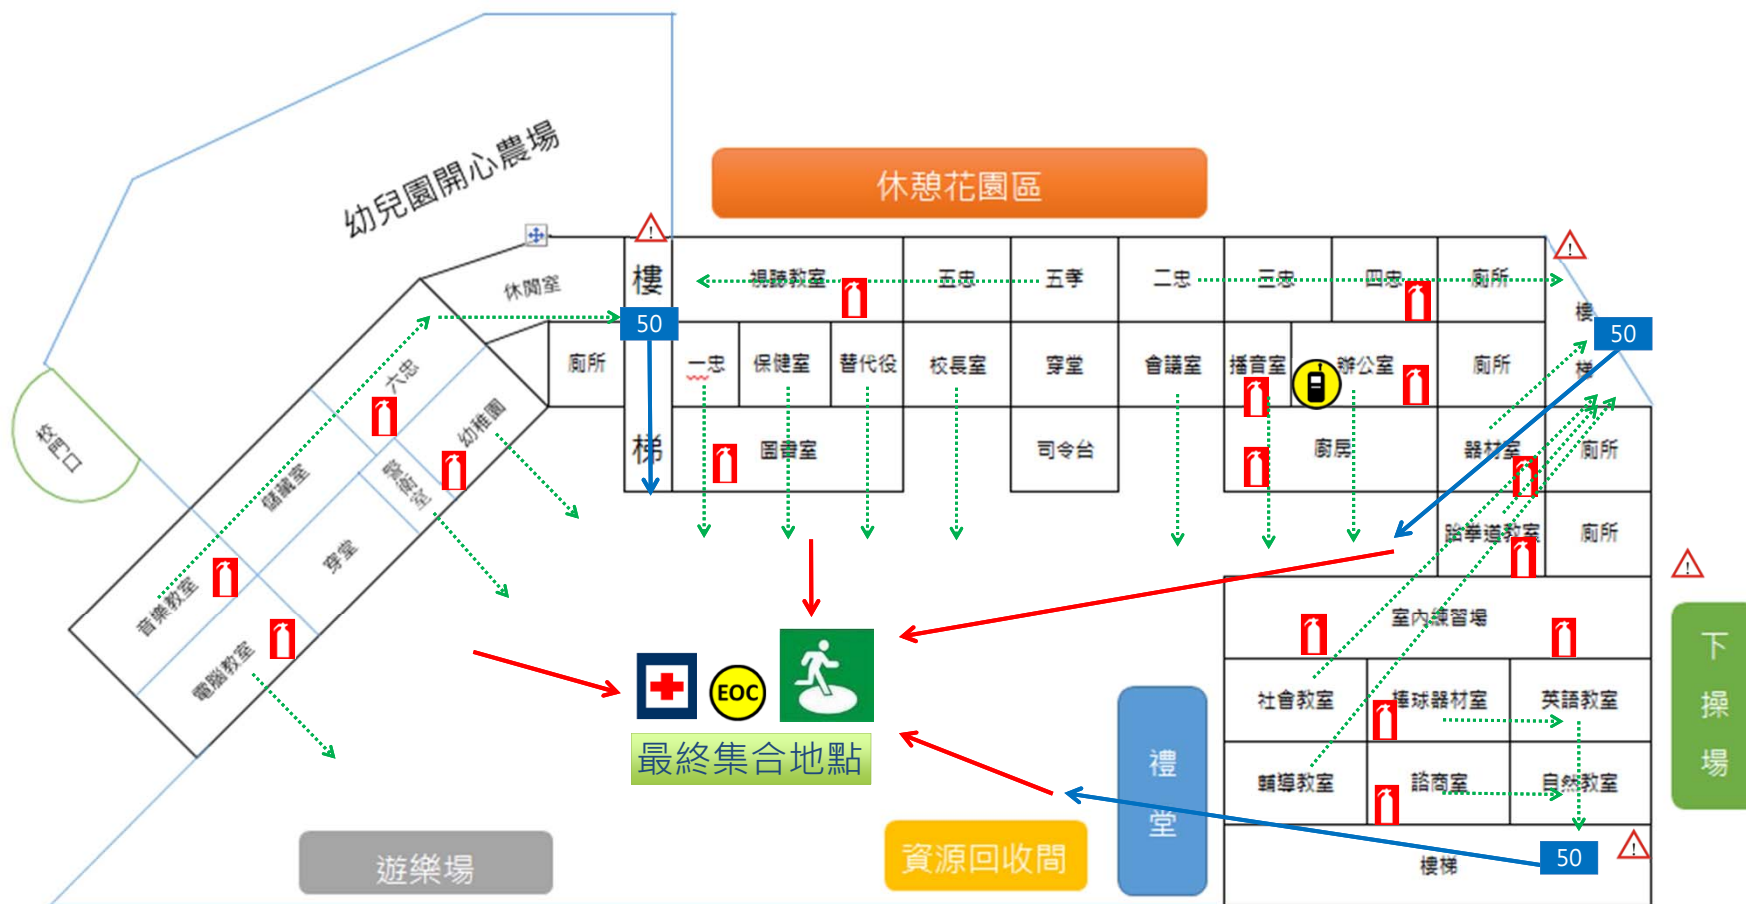 幼兒園開心農場
休憩花園區
休閒室
樓
視聽教室
五忠
五孝
二忠
三忠
四忠
廁所
樓
50
50
廁所
一忠
保健室
替代役
校長室
穿堂
會議室
播音室
辦公室
廁所
梯
六忠
幼稚園
校門口
梯
圖書室
司令台
廚房
器材室
廁所
儲藏室
警衛室
穿堂
跆拳道教室
廁所
音樂教室
電腦教室
室內練習場
社會教室
棒球器材室
英語教室
下操場
EOC
最終集合地點
禮堂
輔導教室
諮商室
自然教室
遊樂場
資源回收間
樓梯
50